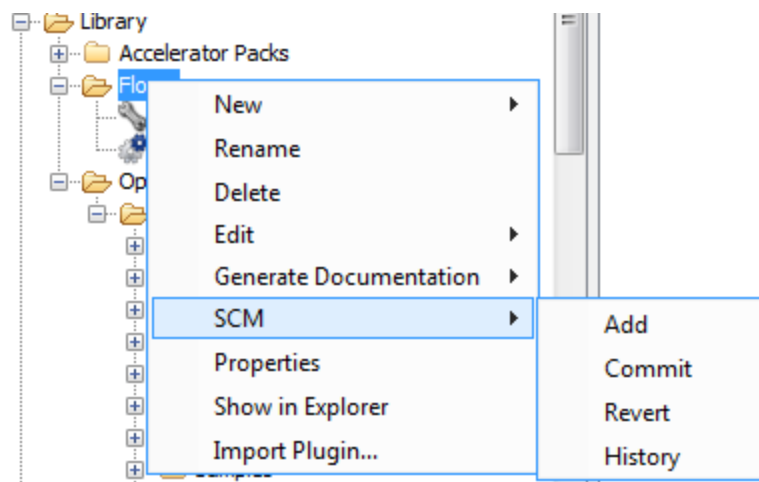 Library
Accelerator Packs
New
Rename
Delete
Edit
Generate Documentation
SCM
Add
Properties
Commit
Show in Explorer
Revert
Import Plugin...
History